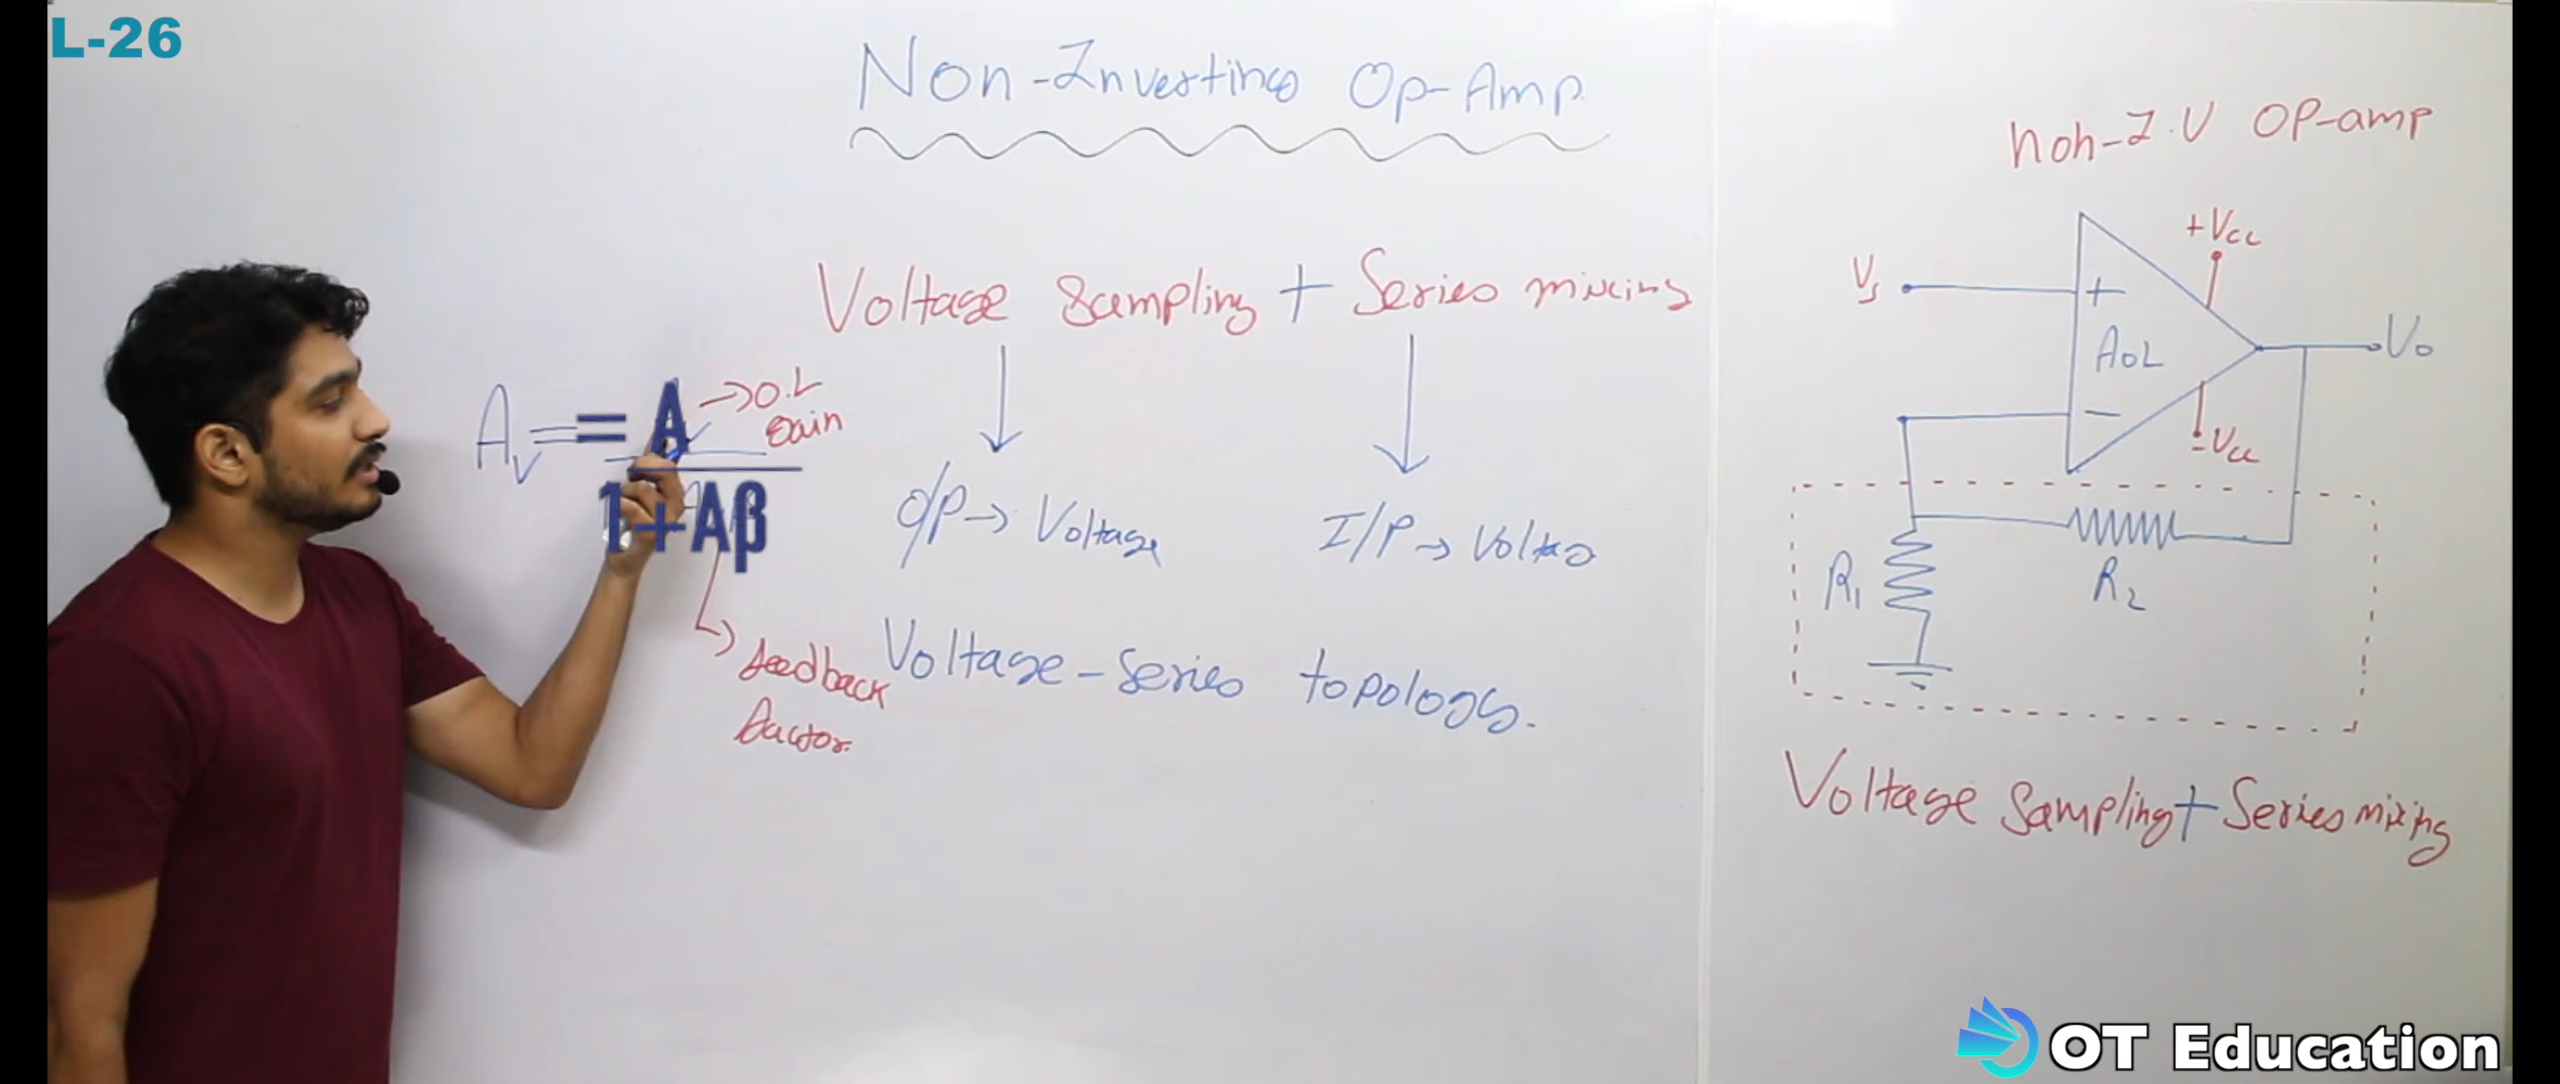 L-26
Non-Inverting Op-Amp.
Voltage Sampling + Series mixing
Av = = A → O.L
Gain
1+Aβ
feedback
factor.
O/P → Voltage
I/P → Voltag
Voltage-Series topology.
non-I.V OP-amp
+Vcc
Vs
+
AOL
Vo
−
-Vcc
R1
R2
Voltage Sampling + Series mixing
OT Education